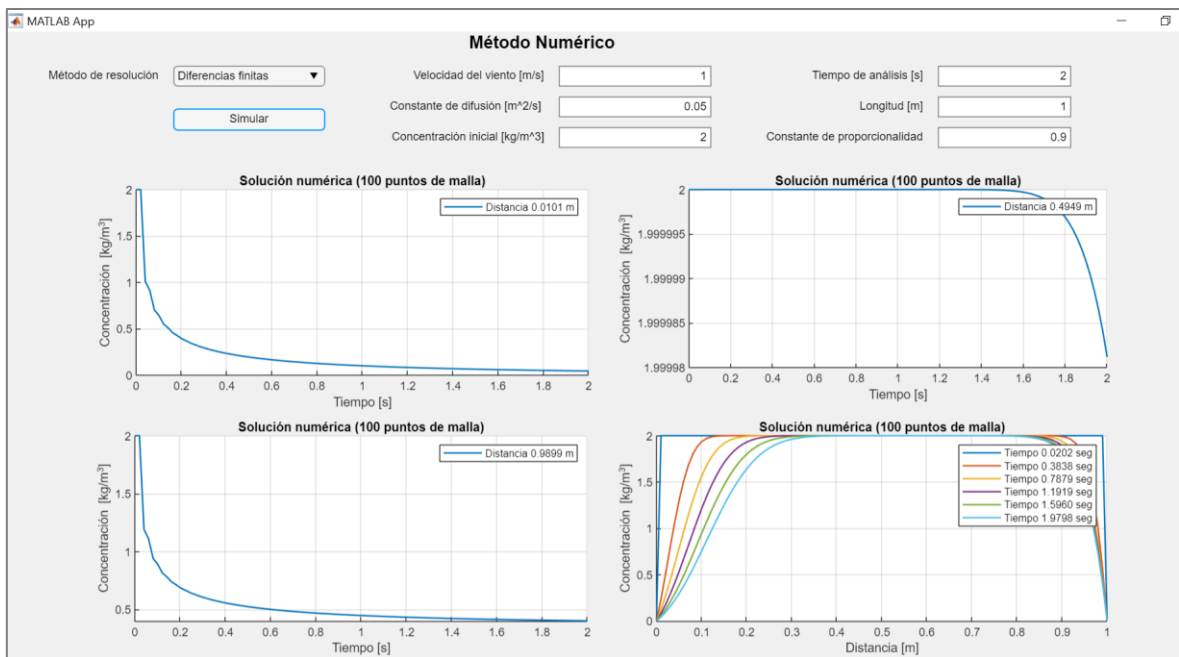 MATLAB App
Método Numérico
Método de resolución
Diferencias finitas
Simular
Velocidad del viento [m/s]
1
Constante de difusión [m^2/s]
0.05
Concentración inicial [kg/m^3]
2
Tiempo de análisis [s]
2
Longitud [m]
1
Constante de proporcionalidad
0.9
Solución numérica (100 puntos de malla)
Distancia 0.0101 m
2
1.5
1
0.5
0
Concentración [kg/m³]
0 0.2 0.4 0.6 0.8 1 1.2 1.4 1.6 1.8 2
Tiempo [s]
Solución numérica (100 puntos de malla)
Distancia 0.4949 m
2
1.999995
1.99999
1.999985
1.99998
Concentración [kg/m³]
0 0.2 0.4 0.6 0.8 1 1.2 1.4 1.6 1.8 2
Tiempo [s]
Solución numérica (100 puntos de malla)
Distancia 0.9899 m
2
1.5
1
0.5
Concentración [kg/m³]
0 0.2 0.4 0.6 0.8 1 1.2 1.4 1.6 1.8 2
Tiempo [s]
Solución numérica (100 puntos de malla)
Tiempo 0.0202 seg
Tiempo 0.3838 seg
Tiempo 0.7879 seg
Tiempo 1.1919 seg
Tiempo 1.5960 seg
Tiempo 1.9798 seg
2
1.5
1
0.5
0
Concentración [kg/m³]
0 0.1 0.2 0.3 0.4 0.5 0.6 0.7 0.8 0.9 1
Distancia [m]